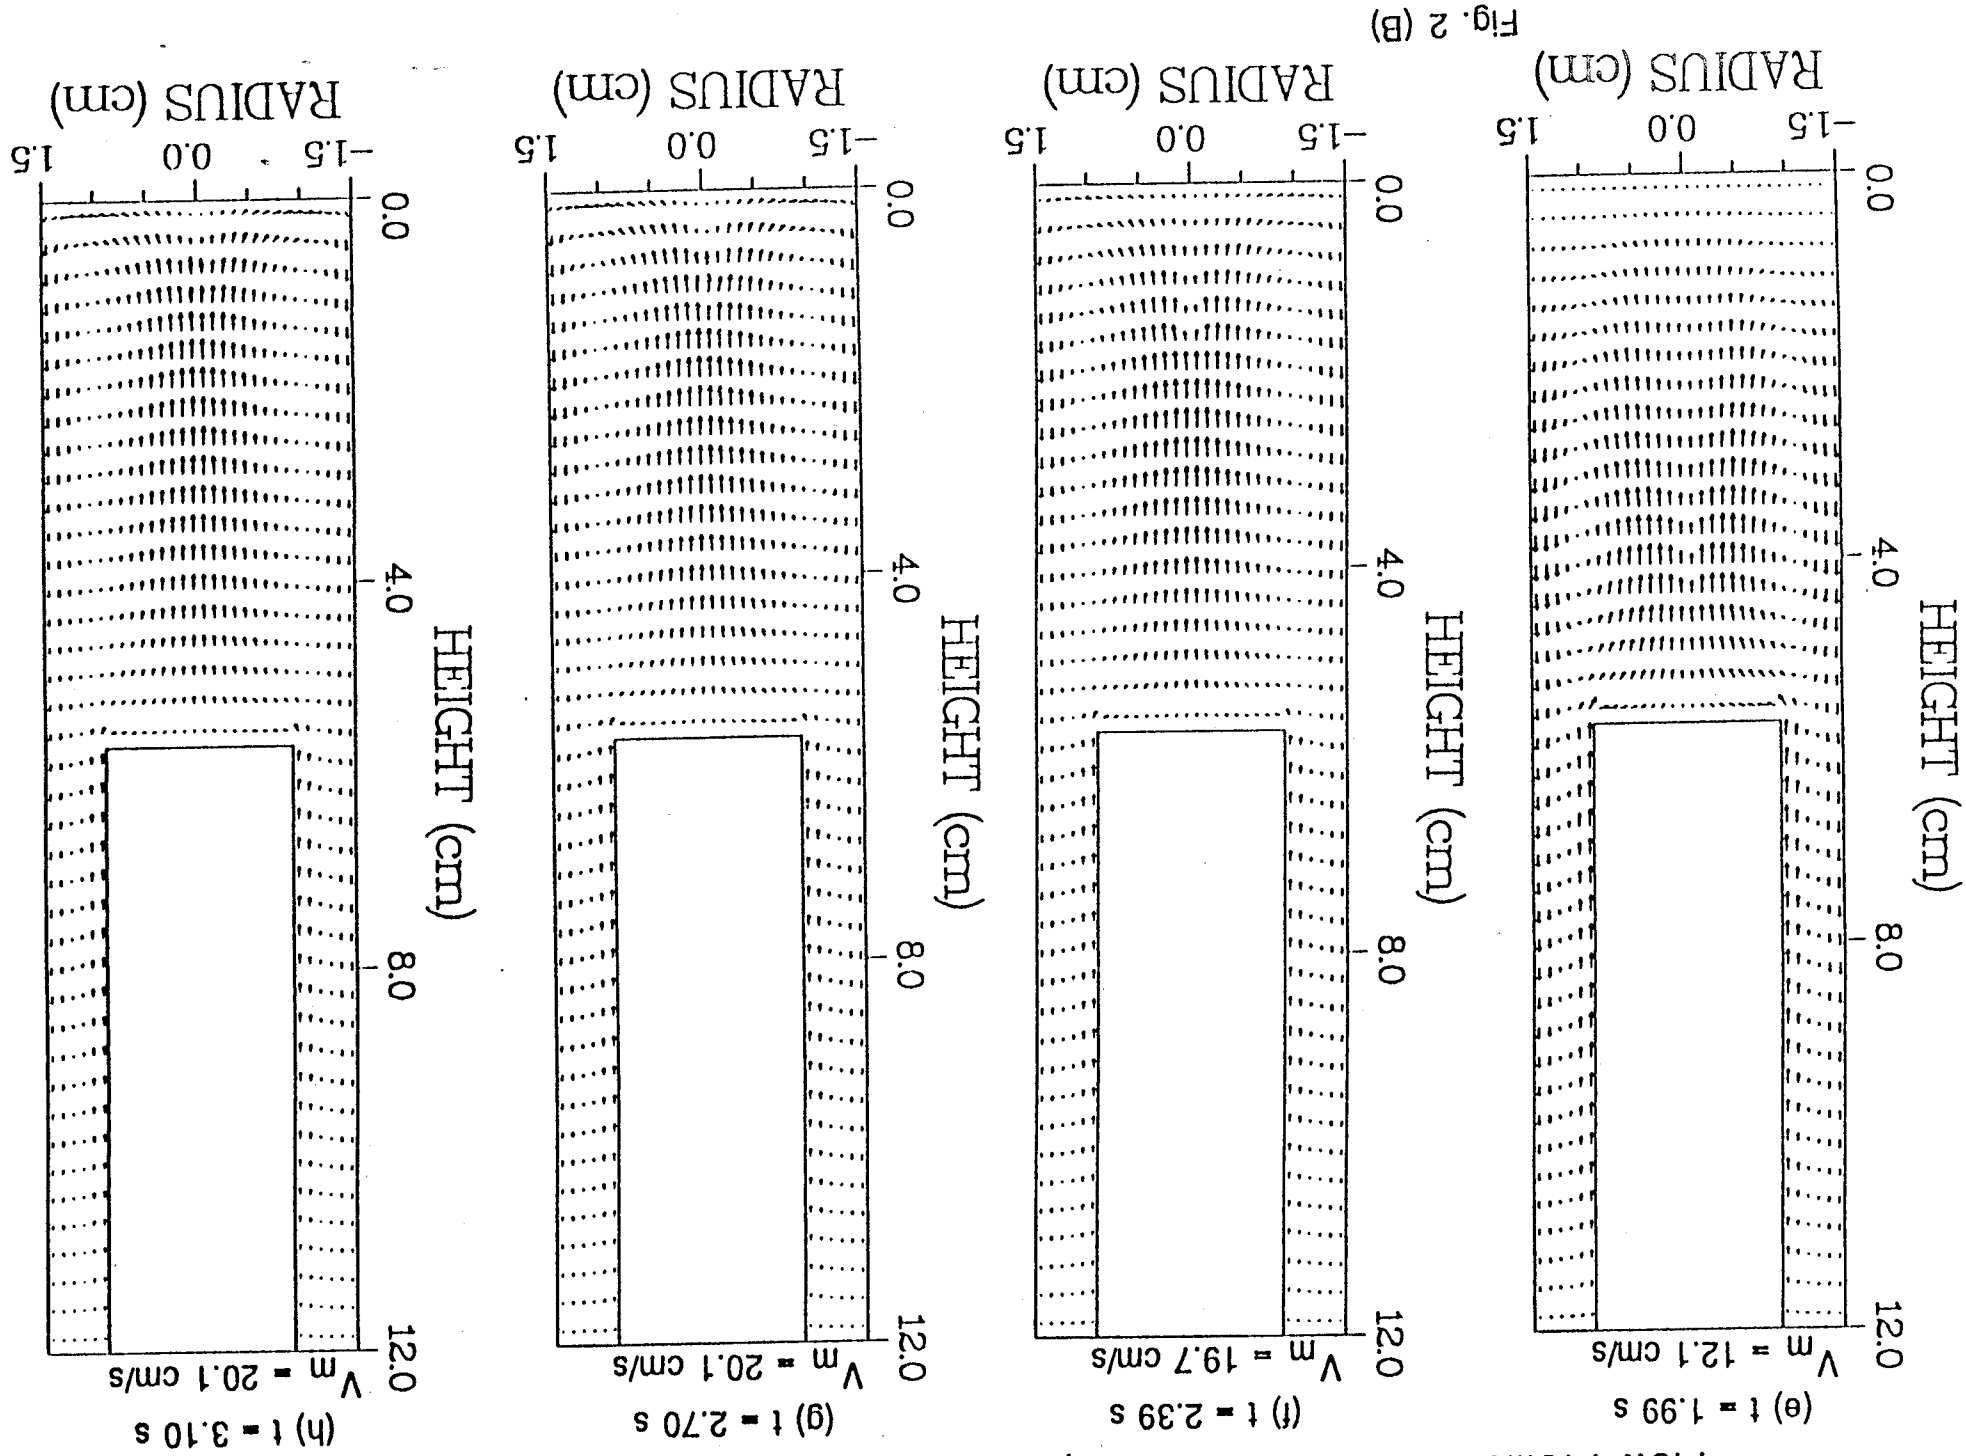 (e) t = 1.99 s
Vm = 12.1 cm/s
12.0
8.0
4.0
0.0
HEIGHT (cm)
-1.5 0.0 1.5
RADIUS (cm)
(f) t = 2.39 s
Vm = 19.7 cm/s
12.0
8.0
4.0
0.0
HEIGHT (cm)
-1.5 0.0 1.5
RADIUS (cm)
(g) t = 2.70 s
Vm = 20.1 cm/s
12.0
8.0
4.0
0.0
HEIGHT (cm)
-1.5 0.0 1.5
RADIUS (cm)
(h) t = 3.10 s
Vm = 20.1 cm/s
12.0
8.0
4.0
0.0
HEIGHT (cm)
-1.5 0.0 1.5
RADIUS (cm)
Fig. 2 (B)